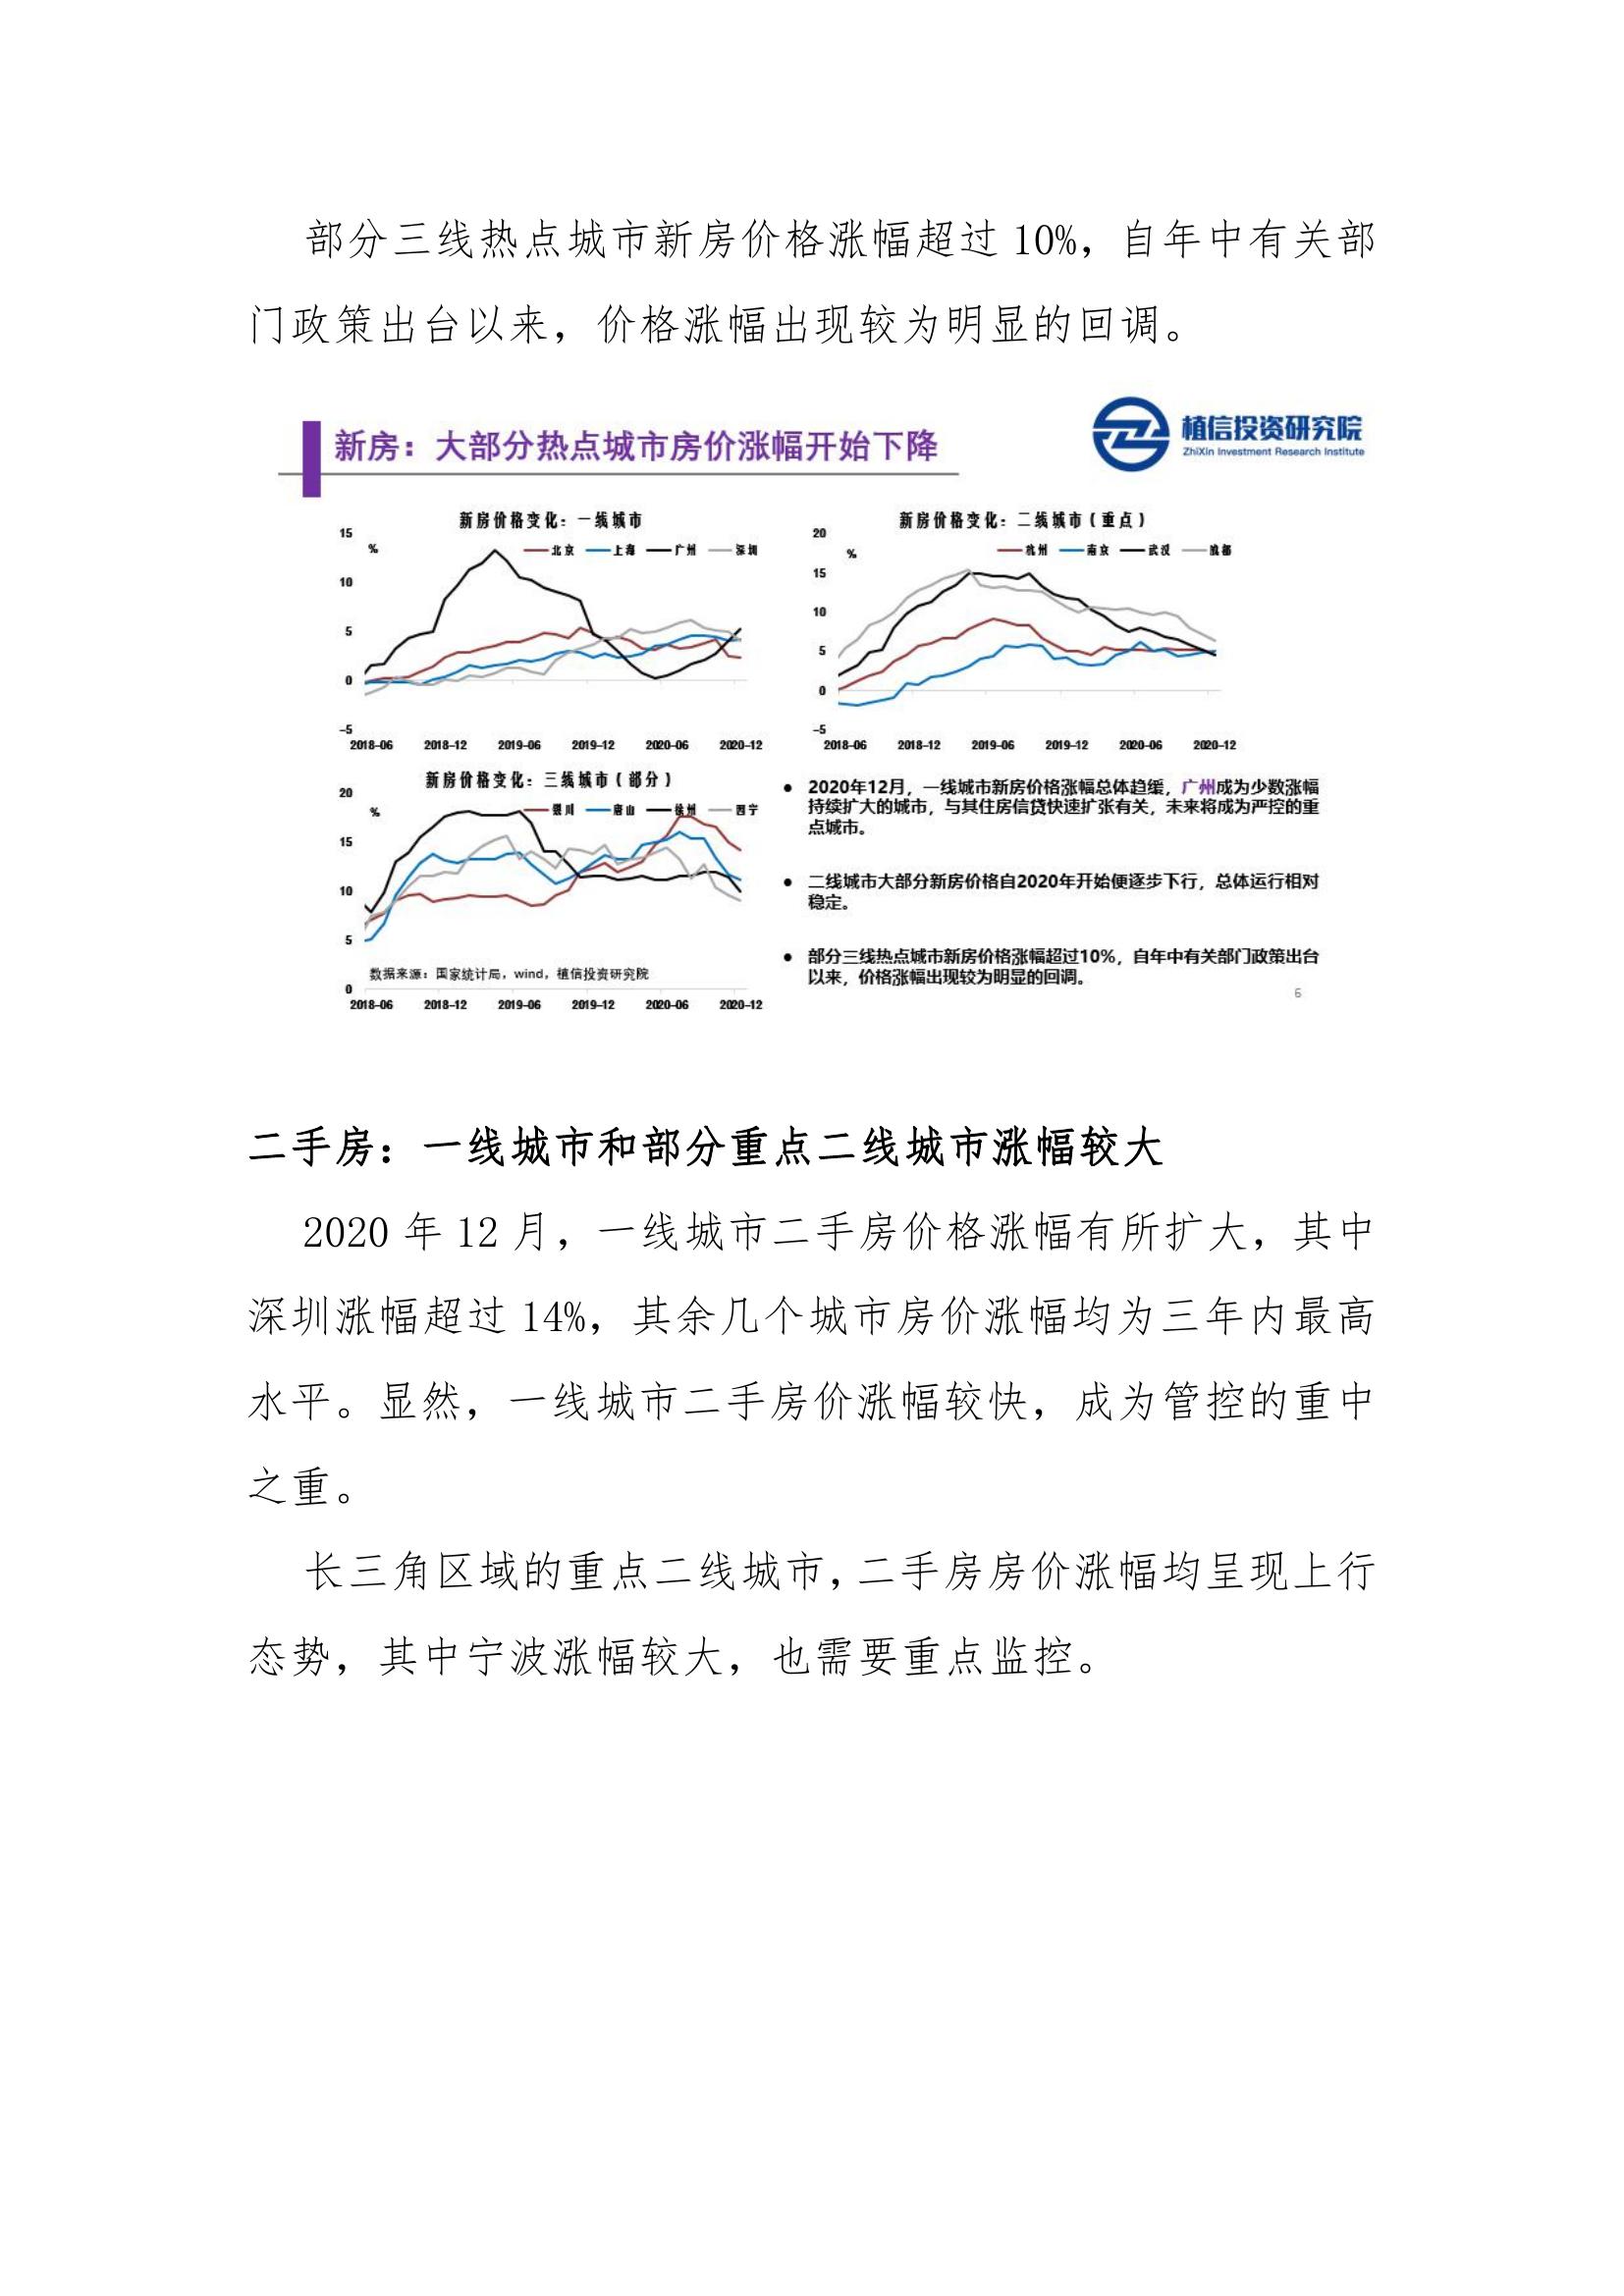 部分三线热点城市新房价格涨幅超过 10%，自年中有关部
门政策出台以来，价格涨幅出现较为明显的回调。
新房：大部分热点城市房价涨幅开始下降
植信投资研究院
ZhiXin Investment Research Institute
新房价格变化：一线城市
%
北京 上海 广州 深圳
15
10
5
0
-5
2018-06 2018-12 2019-06 2019-12 2020-06 2020-12
新房价格变化：二线城市（重点）
%
杭州 南京 武汉 成都
20
15
10
5
0
-5
2018-06 2018-12 2019-06 2019-12 2020-06 2020-12
新房价格变化：三线城市（部分）
%
银川 唐山 徐州 西宁
20
15
10
5
0
数据来源：国家统计局，wind，植信投资研究院
2018-06 2018-12 2019-06 2019-12 2020-06 2020-12
● 2020年12月，一线城市新房价格涨幅总体趋缓，广州成为少数涨幅
持续扩大的城市，与其住房信贷快速扩张有关，未来将成为严控的重
点城市。
● 二线城市大部分新房价格自2020年开始便逐步下行，总体运行相对
稳定。
● 部分三线热点城市新房价格涨幅超过10%，自年中有关部门政策出台
以来，价格涨幅出现较为明显的回调。
6
二手房：一线城市和部分重点二线城市涨幅较大
2020 年 12 月，一线城市二手房价格涨幅有所扩大，其中
深圳涨幅超过 14%，其余几个城市房价涨幅均为三年内最高
水平。显然，一线城市二手房价涨幅较快，成为管控的重中
之重。
长三角区域的重点二线城市，二手房房价涨幅均呈现上行
态势，其中宁波涨幅较大，也需要重点监控。